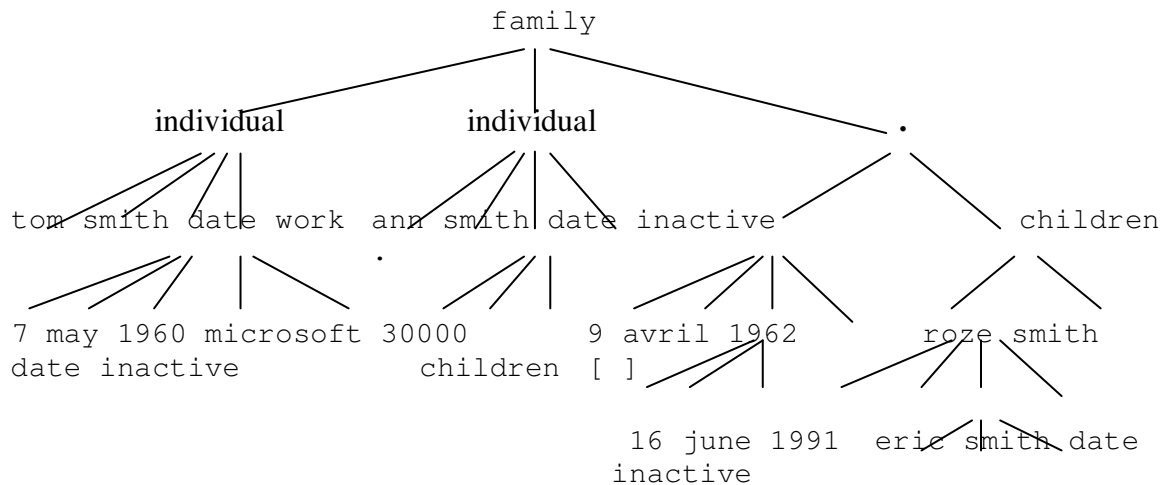 family
individual individual .
tom smith date work ann smith date inactive children
.
7 may 1960 microsoft 30000 9 avril 1962 roze smith
date inactive children [ ]
16 june 1991 eric smith date
inactive